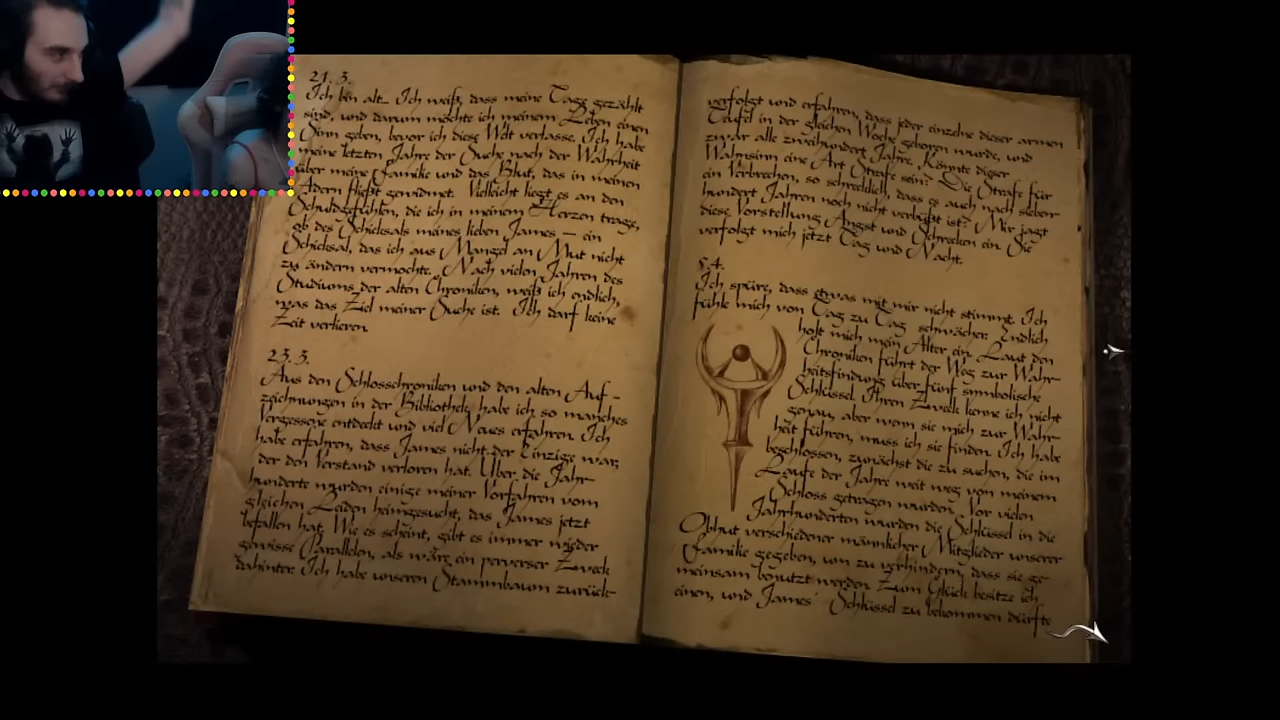 21. 3.
Ich bin alt. Ich weiß, dass meine Tage gezählt
sind, und darum möchte ich meinem Leben einen
Sinn geben, bevor ich diese Welt verlasse. Ich habe
meine letzten Jahre der Suche nach der Wahrheit
über meine Familie und das Blut, das in meinen
Adern fließt gewidmet. Vielleicht liegt es an den
Schuldgefühlen, die ich in meinem Herzen trage,
ob des Schicksals meines lieben James – ein
Schicksal, das ich aus Mangel an Mut nicht
zu ändern vermochte. Nach vielen Jahren des
Studiums der alten Chroniken, weiß ich endlich,
was das Ziel meiner Suche ist. Ich darf keine
Zeit verlieren.
23. 3.
Aus den Schlosschroniken und den alten Auf-
zeichnungen in der Bibliothek habe ich so manches
Vergessene entdeckt und viel Neues erfahren. Ich
habe erfahren, dass James nicht der Einzige war,
der den Verstand verloren hat. Über die Jahr-
hunderte wurden einige meiner Vorfahren vom
gleichen Leiden heimgesucht, das James jetzt
befallen hat. Wie es scheint, gibt es immer wieder
gewisse Parallelen, als wäre ein perverser Zweck
dahinter. Ich habe unseren Stammbaum zurück-
verfolgt und erfahren, dass jeder einzelne dieser armen
Teufel in der gleichen Woche geboren wurde, und
zwar alle zweihundert Jahre. Könnte dieser
Wahnsinn eine Art Strafe sein? Die Strafe für
ein Verbrechen, so schrecklich, dass es auch nach sieben-
hundert Jahren noch nicht verbüßt ist? Mir jagt
diese Vorstellung Angst und Schrecken ein. Sie
verfolgt mich jetzt Tag und Nacht.
5.4.
Ich spüre, dass etwas mit mir nicht stimmt. Ich
fühle mich von Tag zu Tag schwächer. Endlich
holt mich mein Alter ein. Laut den
Chroniken führt der Weg zur Wahr-
heitsfindung über fünf symbolische
Schlüssel. Ihren Zweck kenne ich nicht
genau, aber wenn sie mich zur Wahr-
heit führen, muss ich sie finden. Ich habe
beschlossen, zunächst die zu suchen, die im
Laufe der Jahre weit weg von meinem
Schloss getragen wurden. Vor vielen
Jahrhunderten wurden die Schlüssel in die
Obhut verschiedener männlicher Mitglieder unserer
Familie gegeben, um zu verhindern, dass sie ge-
meinsam benutzt werden. Zum Glück besitze ich
einen, und James' Schlüssel zu bekommen dürfte